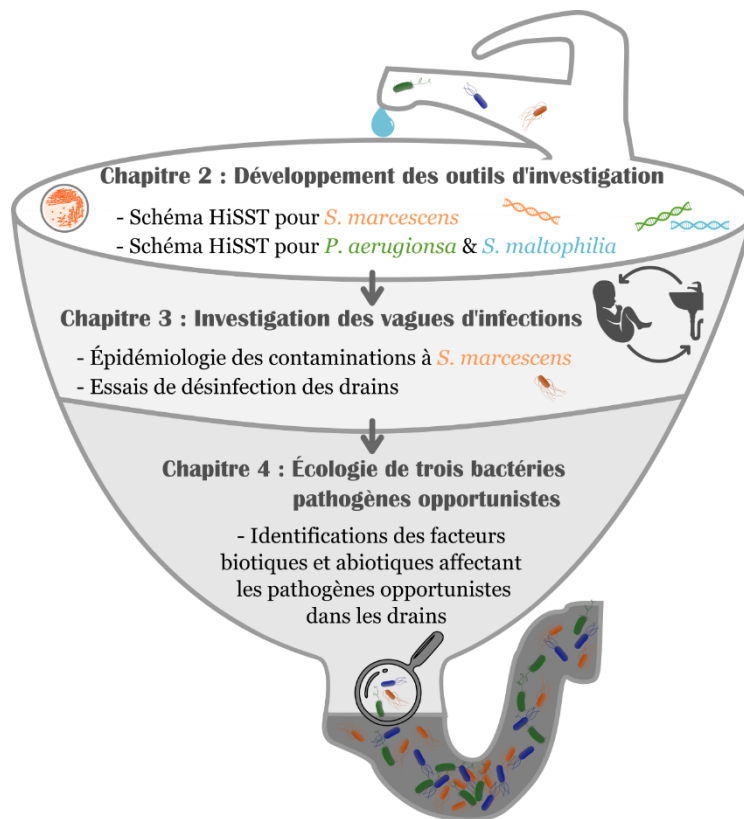 Chapitre 2 : Développement des outils d'investigation
- Schéma HiSST pour S. marcescens
- Schéma HiSST pour P. aerugionsa & S. maltophilia
Chapitre 3 : Investigation des vagues d'infections
- Épidémiologie des contaminations à S. marcescens
- Essais de désinfection des drains
Chapitre 4 : Écologie de trois bactéries
pathogènes opportunistes
- Identifications des facteurs
biotiques et abiotiques affectant
les pathogènes opportunistes
dans les drains